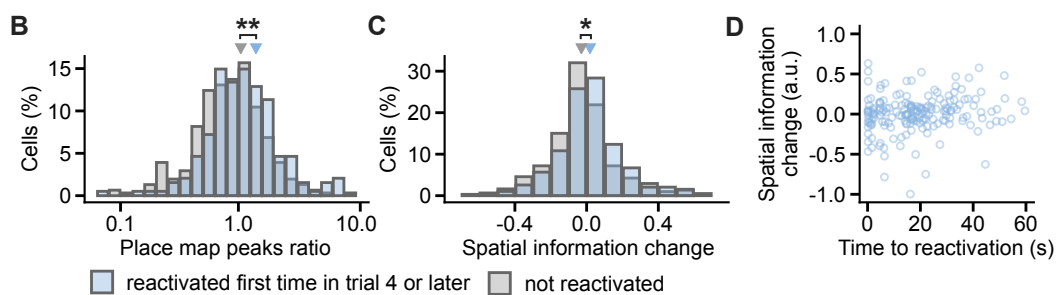 B
**
Cells (%)
15
10
5
0
0.1
1.0
10.0
Place map peaks ratio
C
*
Cells (%)
30
20
10
0
-0.4
0.0
0.4
Spatial information change
D
Spatial information
change (a.u.)
1.0
0.5
0.0
-0.5
-1.0
0
20
40
60
Time to reactivation (s)
reactivated first time in trial 4 or later
not reactivated